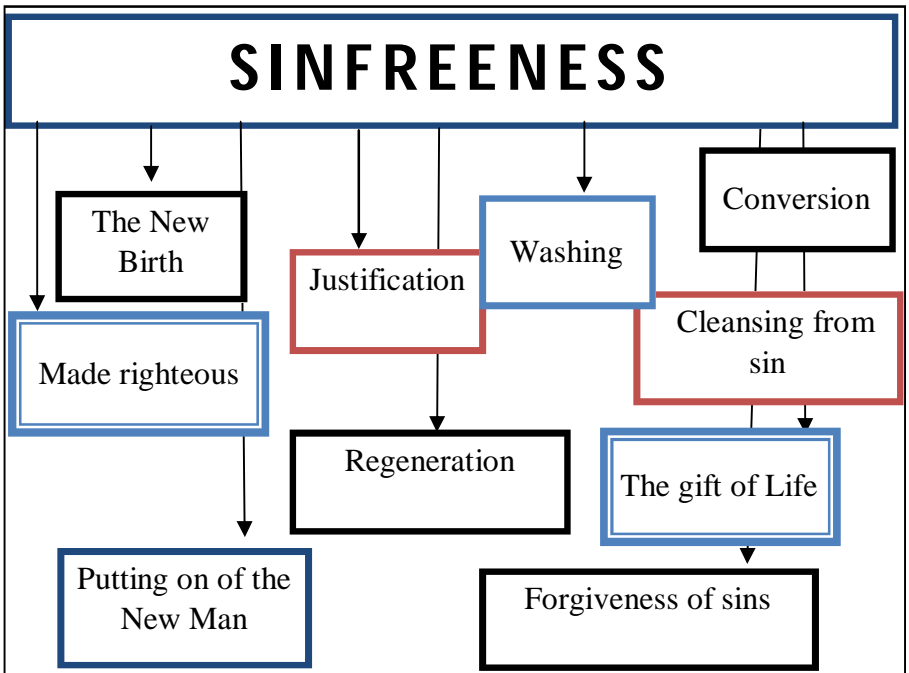 SINFREENESS
The New
Birth
Conversion
Washing
Justification
Cleansing from
sin
Made righteous
Regeneration
The gift of Life
Putting on of the
New Man
Forgiveness of sins